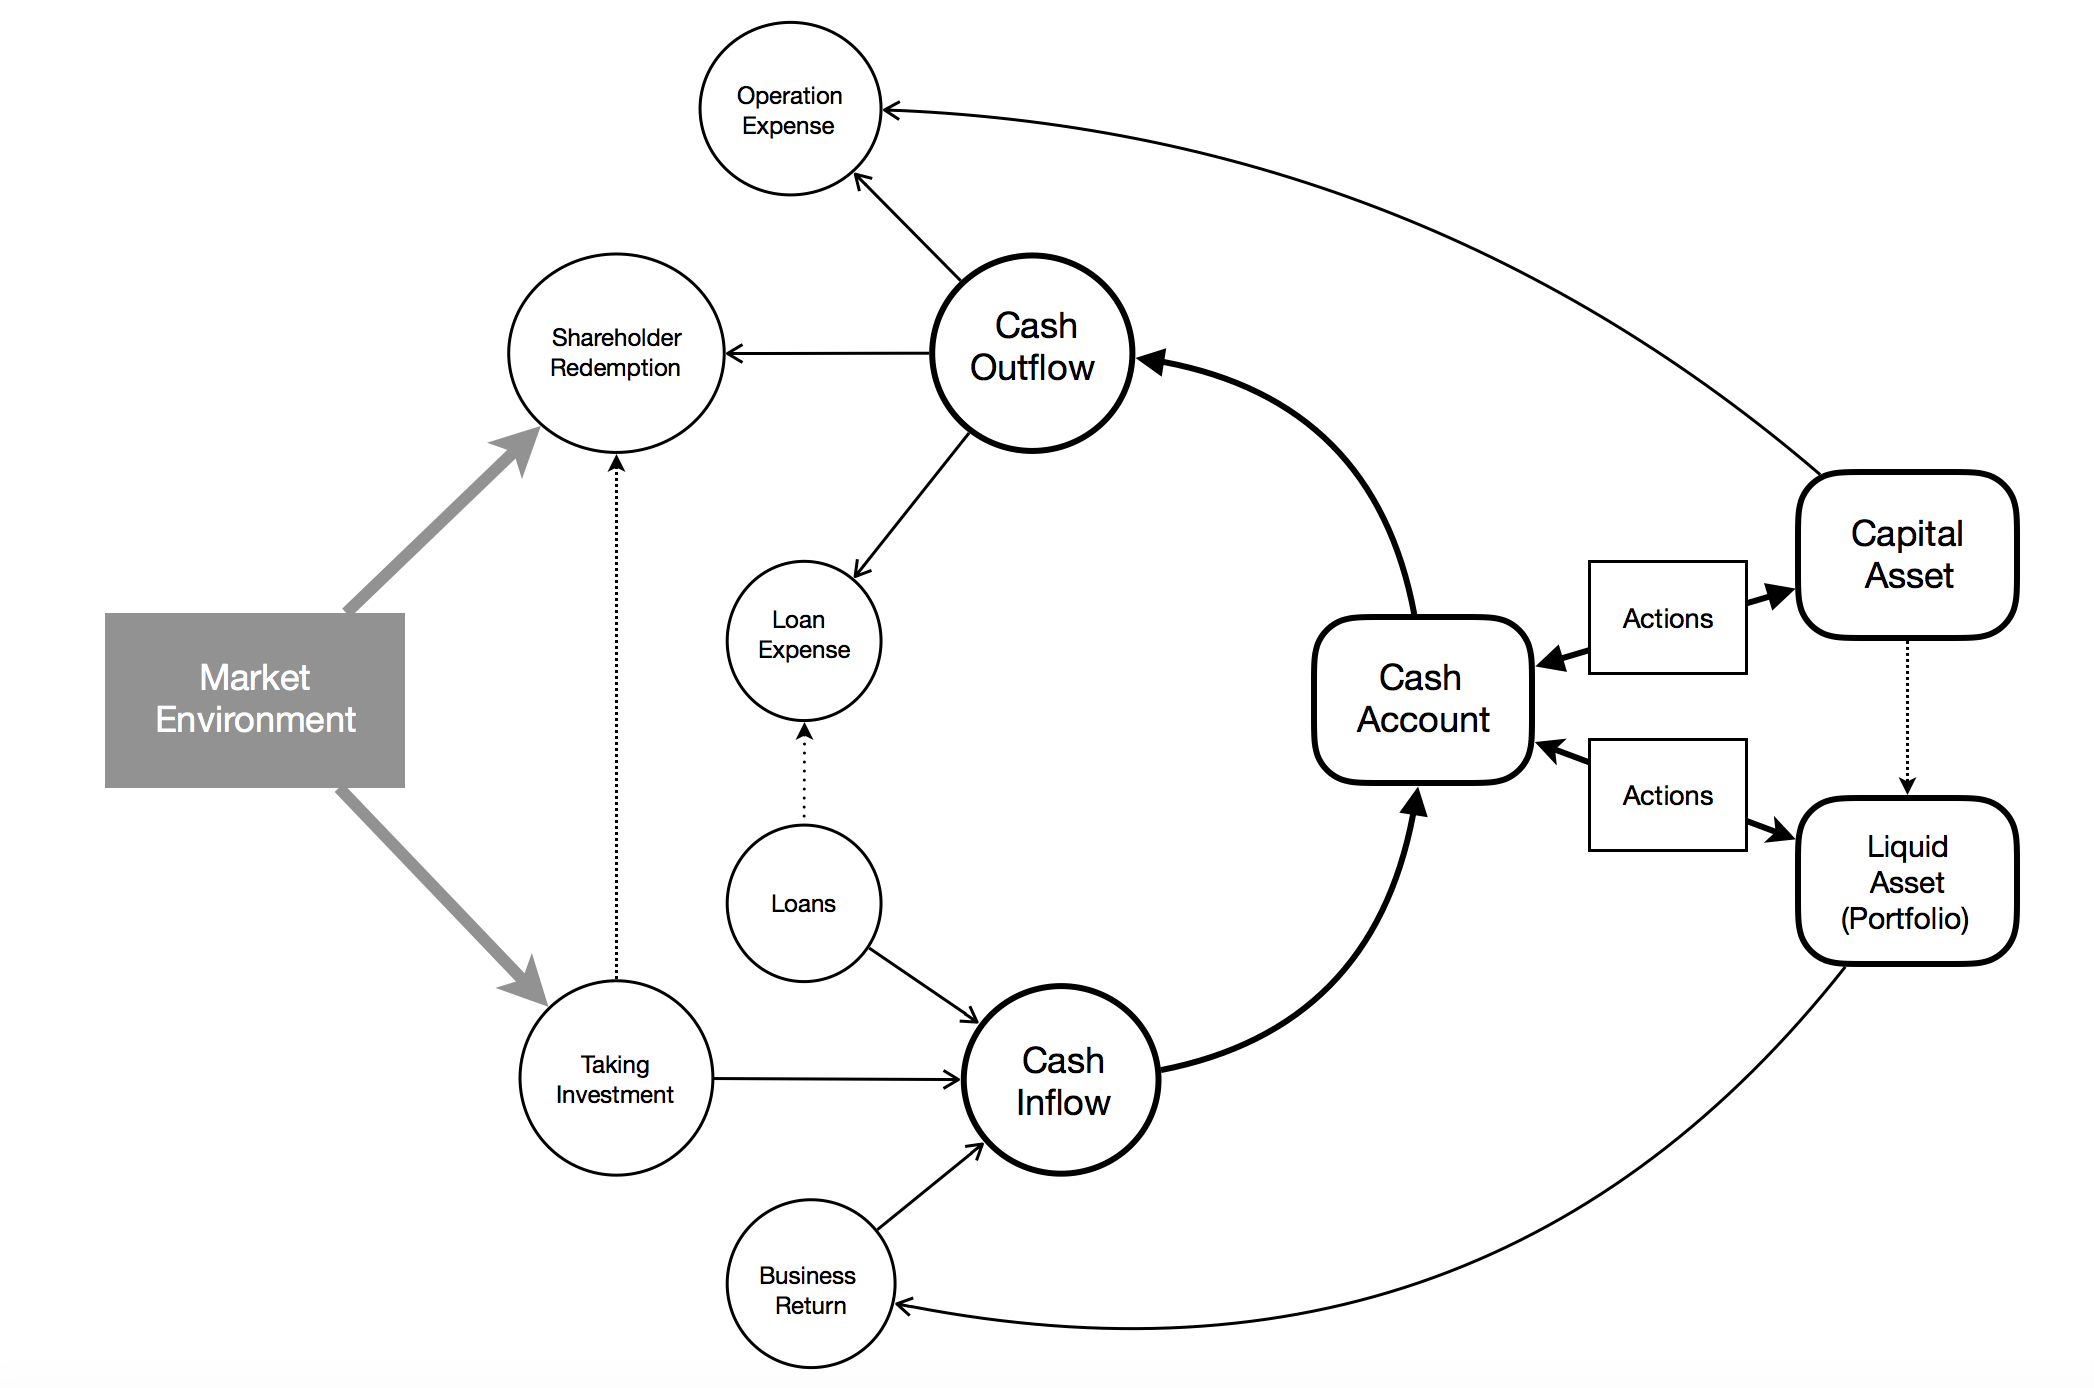 Operation
Expense
Shareholder
Redemption
Cash
Outflow
Loan
Expense
Market
Environment
Capital
Asset
Actions
Cash
Account
Actions
Liquid
Asset
(Portfolio)
Loans
Taking
Investment
Cash
Inflow
Business
Return